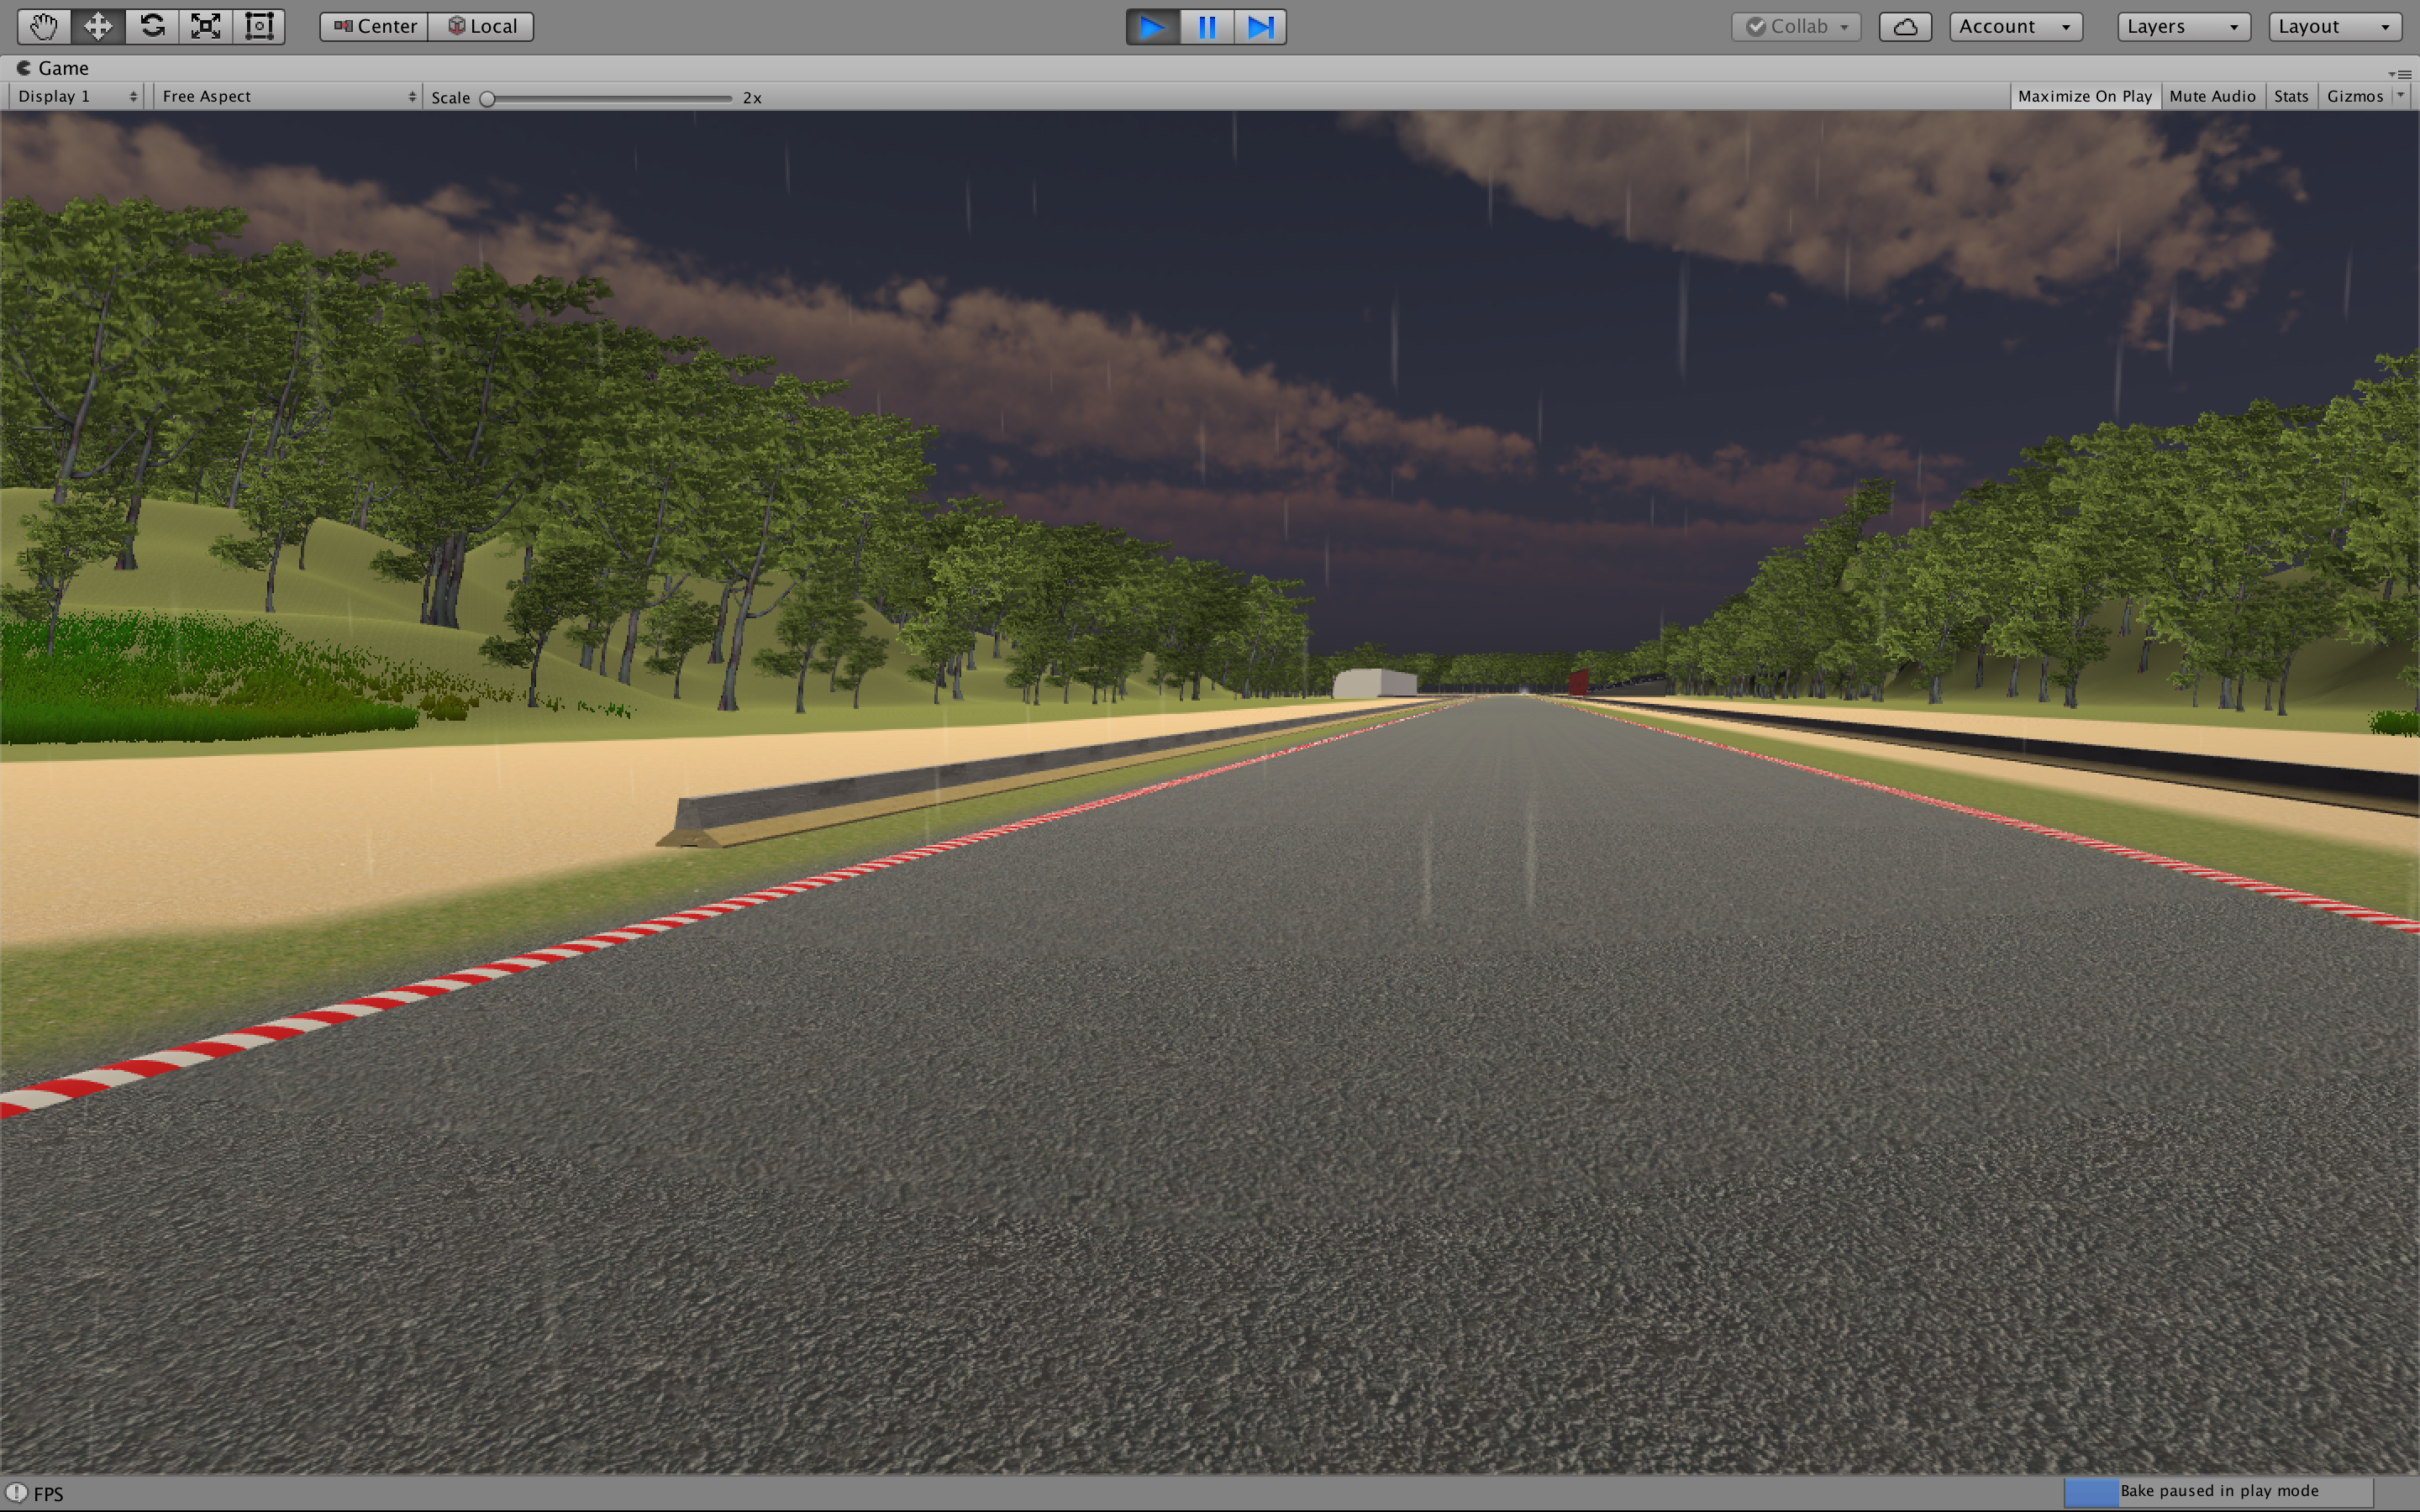 Center Local Collab Account Layers Layout
Game
Display 1 Free Aspect Scale 2x Maximize On Play Mute Audio Stats Gizmos
FPS Bake paused in play mode